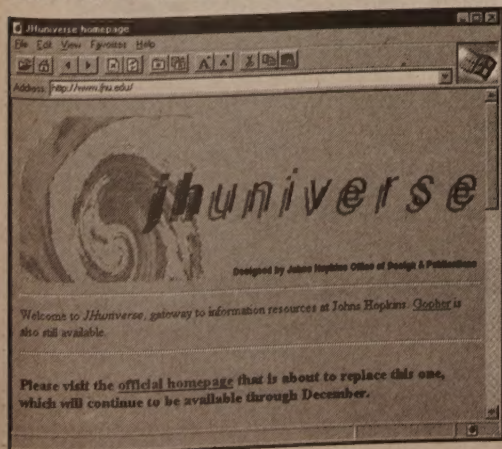 JHuniverse homepage
File Edit View Favorites Help
Address: http://www.jhu.edu/
jhuniverse
Designed by Johns Hopkins Office of Design & Publications
Welcome to JHuniverse, gateway to information resources at Johns Hopkins. Gopher is
also still available.
Please visit the official homepage that is about to replace this one,
which will continue to be available through December.